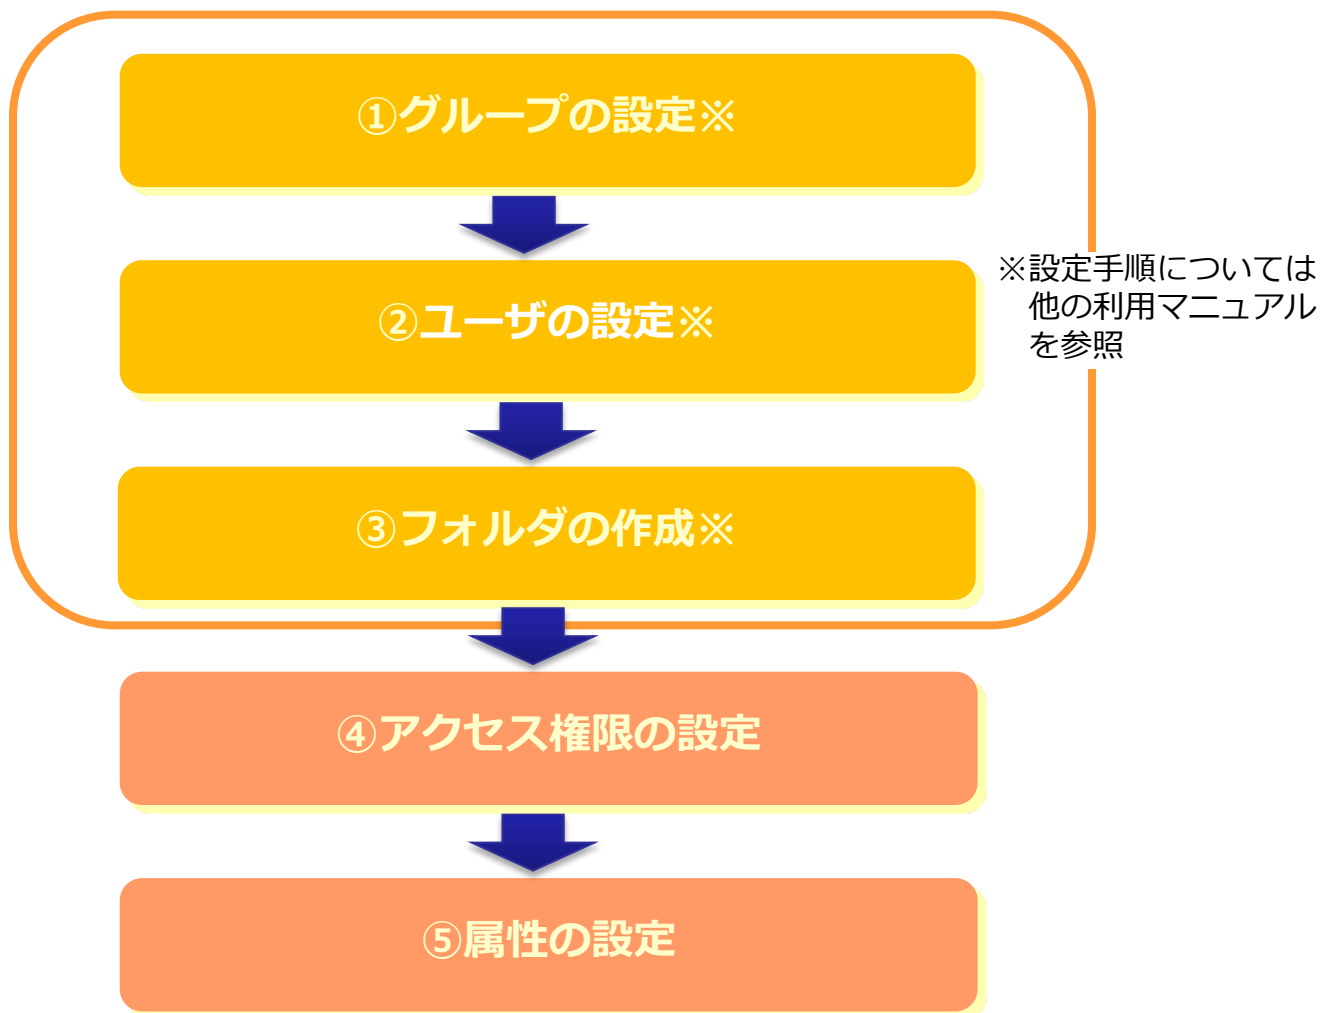 ①グループの設定※
②ユーザの設定※
※設定手順については
他の利用マニュアル
を参照
③フォルダの作成※
④アクセス権限の設定
⑤属性の設定